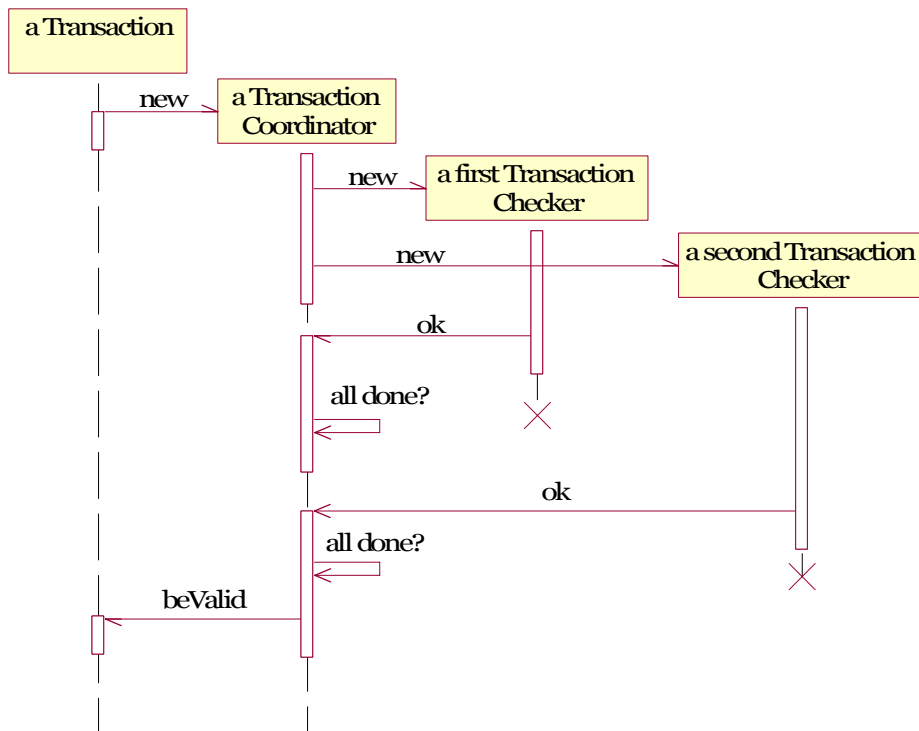 a Transaction
new
a Transaction
Coordinator
new
a first Transaction
Checker
new
a second Transaction
Checker
ok
all done?
ok
all done?
beValid